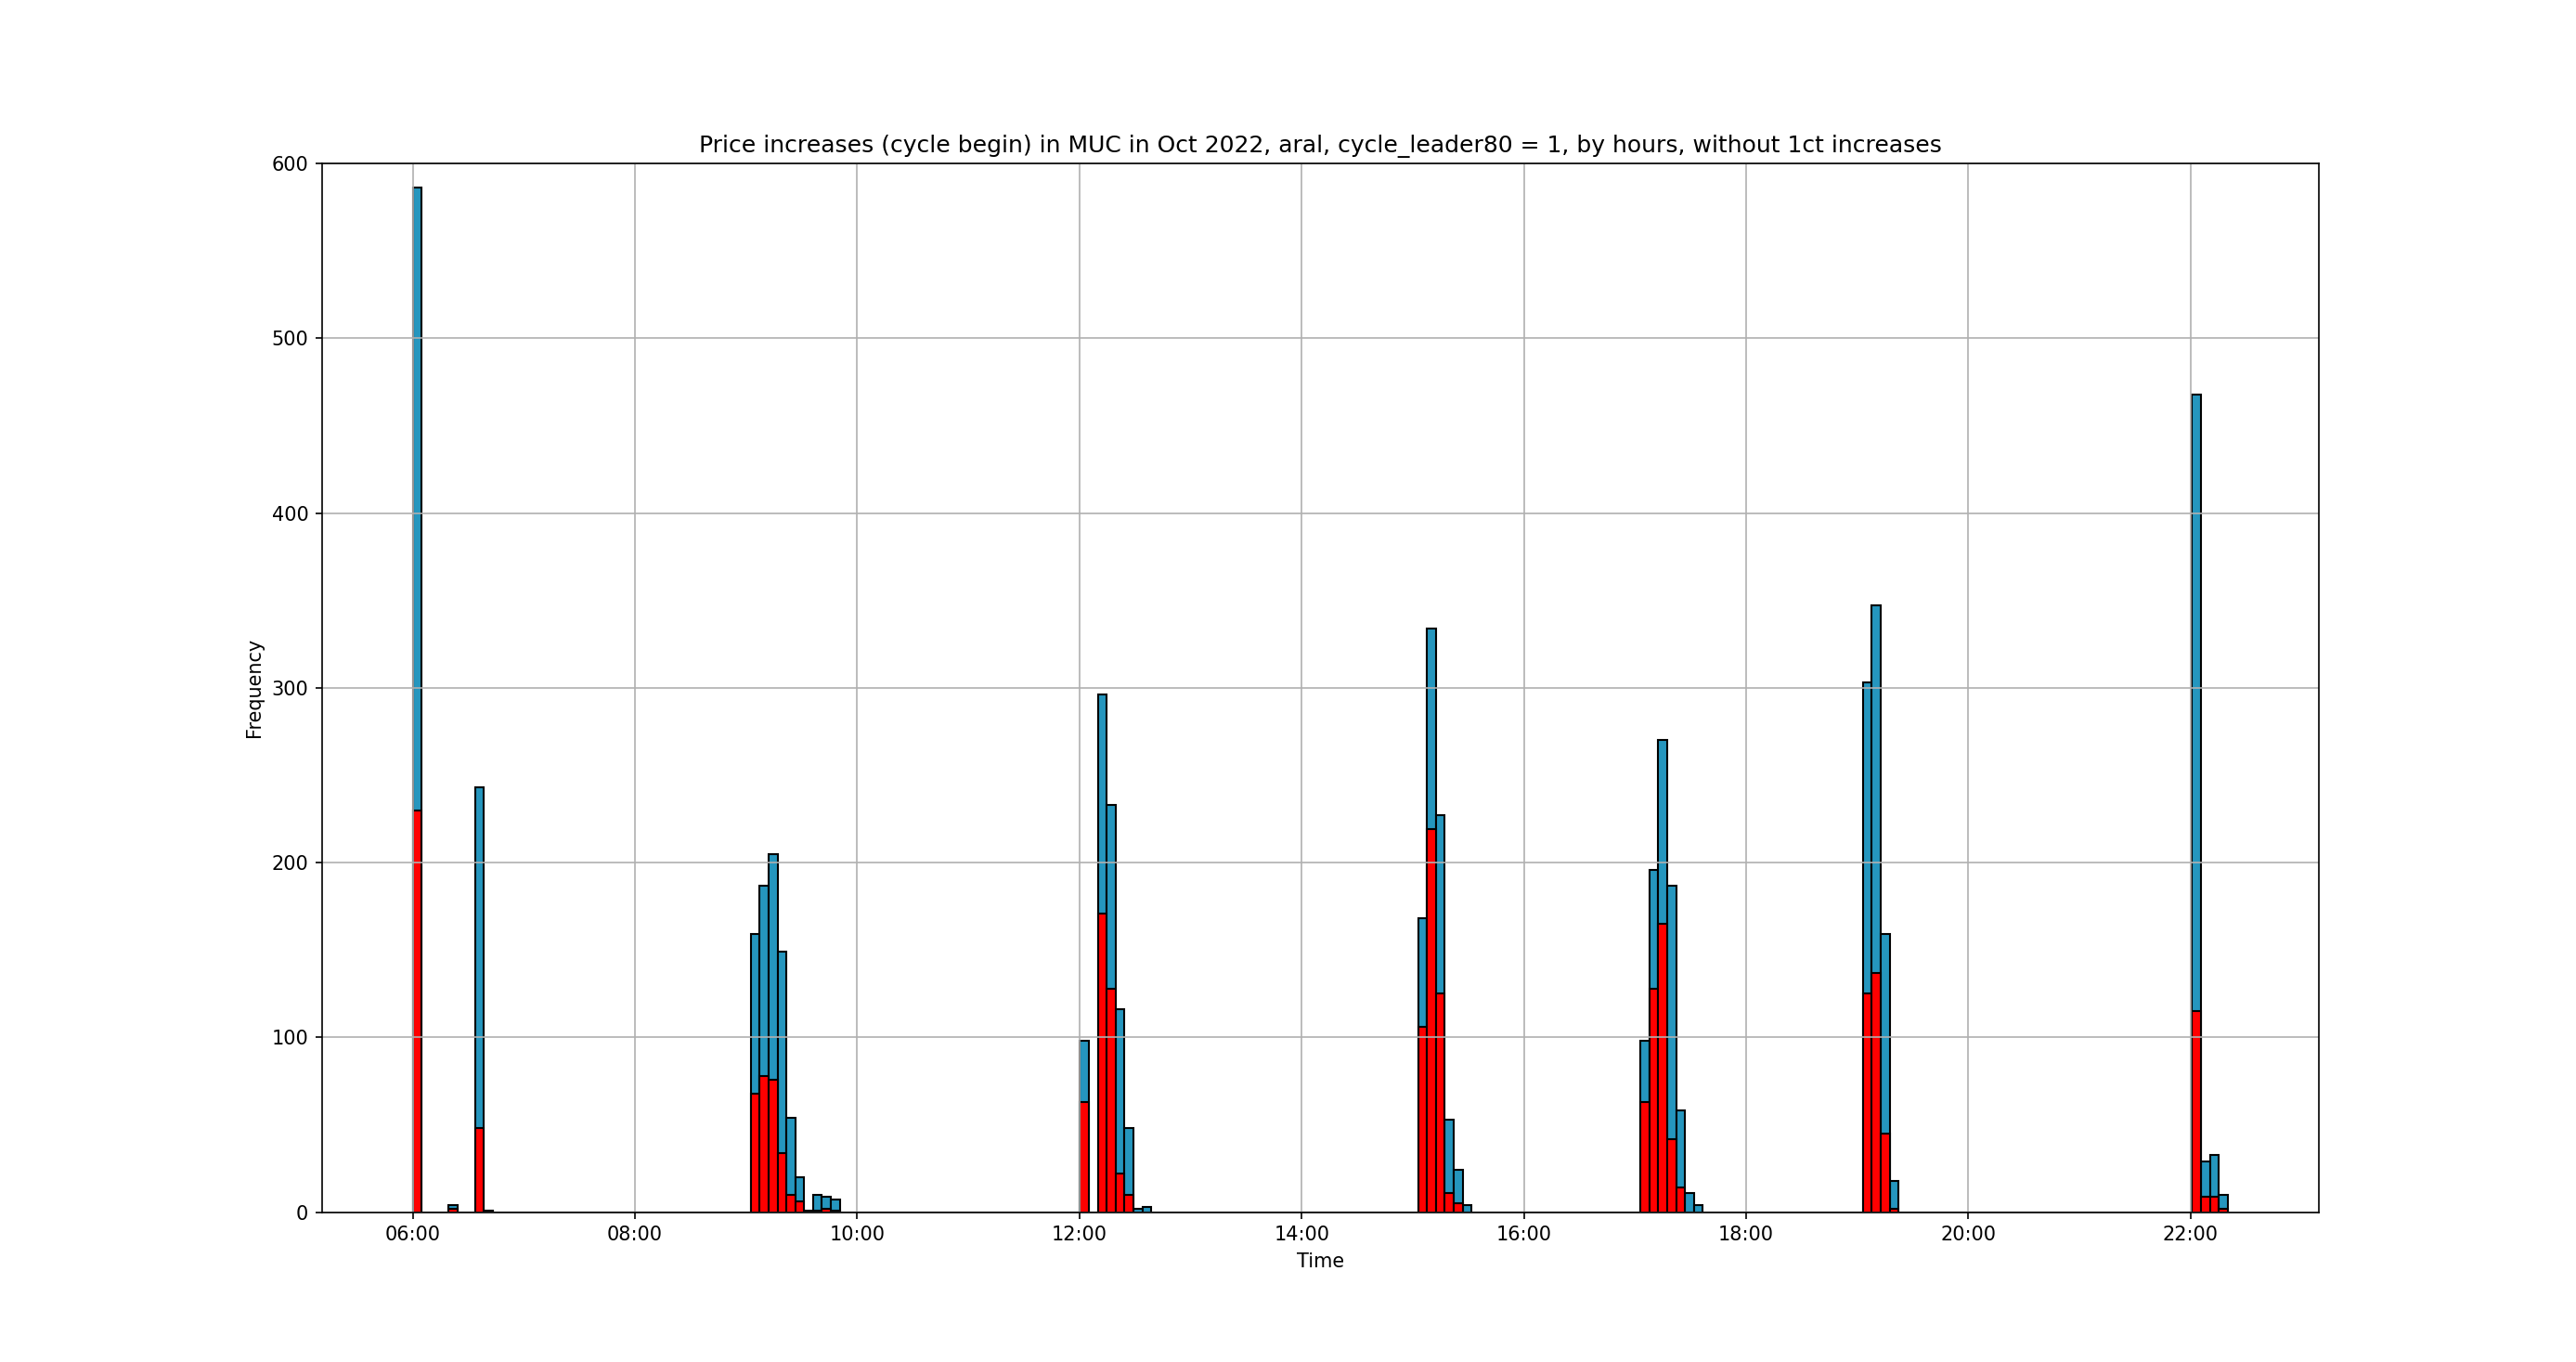 Price increases (cycle begin) in MUC in Oct 2022, aral, cycle_leader80 = 1, by hours, without 1ct increases
600
500
400
300
200
100
0
Frequency
06:00 08:00 10:00 12:00 14:00 16:00 18:00 20:00 22:00
Time